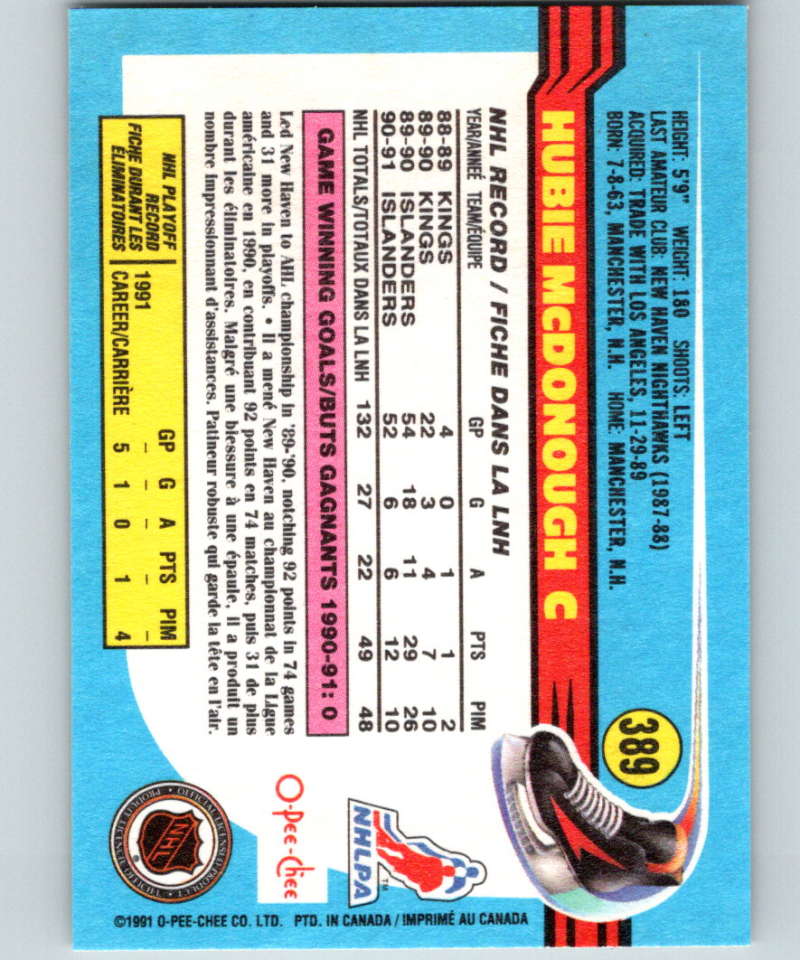 389
HEIGHT: 5'9" WEIGHT: 180 SHOOTS: LEFT
LAST AMATEUR CLUB: NEW HAVEN NIGHTHAWKS (1987-88)
ACQUIRED: TRADE WITH LOS ANGELES, 11-29-89
BORN: 7-8-63, MANCHESTER, N.H. HOME: MANCHESTER, N.H.
HUBIE McDONOUGH C
NHL RECORD / FICHE DANS LA LNH
YEAR/ANNÉE TEAM/ÉQUIPE GP G A PTS PIM
88-89 KINGS 4 0 1 1 2
89-90 KINGS 22 3 4 7 10
89-90 ISLANDERS 54 18 11 29 26
90-91 ISLANDERS 52 6 6 12 10
NHL TOTALS/TOTAUX DANS LA LNH 132 27 22 49 48
GAME WINNING GOALS/BUTS GAGNANTS 1990-91: 0
Led New Haven to AHL championship in '89-'90, notching 92 points in 74 games
and 31 more in playoffs. • Il a mené New Haven au championnat de la Ligue
américaine en 1990, en contribuant 92 points en 74 matches, puis 31 de plus
durant les éliminatoires. Malgré une blessure à une épaule, il a produit un
nombre impressionnant d'assistances. Patineur robuste qui garde la tête en l'air.
NHL PLAYOFF
RECORD
FICHE DURANT LES
ÉLIMINATOIRES
GP G A PTS PIM
1991 – – – – –
CAREER/CARRIÈRE 5 1 0 1 4
NHLPA
TM
O-Pee-Chee
NHL
OFFICIAL LICENSED PRODUCT
PRODUIT LICENCIÉ OFFICIEL
©1991 O-PEE-CHEE CO. LTD. PTD. IN CANADA / IMPRIMÉ AU CANADA